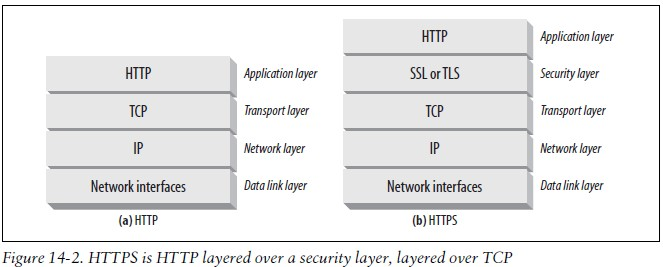 HTTP Application layer
HTTP Application layer SSL or TLS Security layer
TCP Transport layer TCP Transport layer
IP Network layer IP Network layer
Network interfaces Data link layer Network interfaces Data link layer
(a) HTTP (b) HTTPS
Figure 14-2. HTTPS is HTTP layered over a security layer, layered over TCP